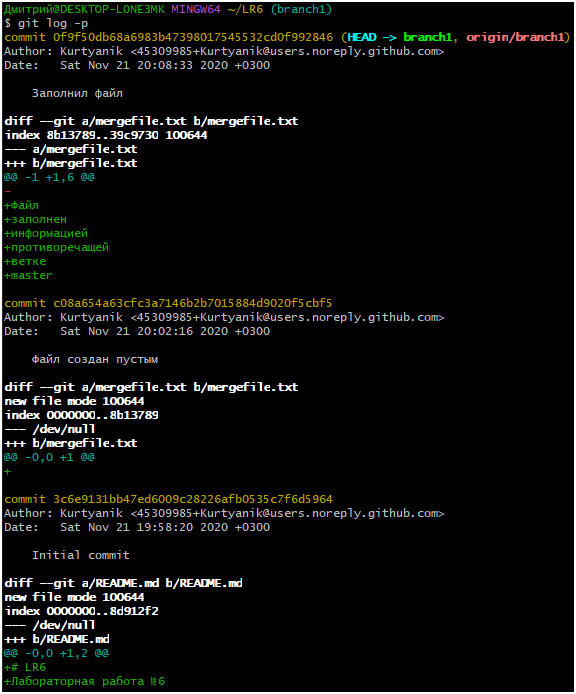 Дмитрий@DESKTOP-LONE3MK MINGW64 ~/LR6 (branch1)
$ git log -p
commit 0f9f50db68a6983b47398017545532cd0f992846 (HEAD -> branch1, origin/branch1)
Author: Kurtyanik <45309985+Kurtyanik@users.noreply.github.com>
Date:   Sat Nov 21 20:08:33 2020 +0300
    Заполнил файл
diff --git a/mergefile.txt b/mergefile.txt
index 8b13789..39c9730 100644
--- a/mergefile.txt
+++ b/mergefile.txt
@@ -1 +1,6 @@
-
+Файл
+заполнен
+информацией
+противоречащей
+ветке
+master
commit c08a654a63cfc3a7146b2b7015884d9020f5cbf5
Author: Kurtyanik <45309985+Kurtyanik@users.noreply.github.com>
Date:   Sat Nov 21 20:02:16 2020 +0300
    Файл создан пустым
diff --git a/mergefile.txt b/mergefile.txt
new file mode 100644
index 0000000..8b13789
--- /dev/null
+++ b/mergefile.txt
@@ -0,0 +1 @@
+
commit 3c6e9131bb47ed6009c28226afb0535c7f6d5964
Author: Kurtyanik <45309985+Kurtyanik@users.noreply.github.com>
Date:   Sat Nov 21 19:58:20 2020 +0300
    Initial commit
diff --git a/README.md b/README.md
new file mode 100644
index 0000000..8d912f2
--- /dev/null
+++ b/README.md
@@ -0,0 +1,2 @@
+# LR6
+Лабораторная работа №6